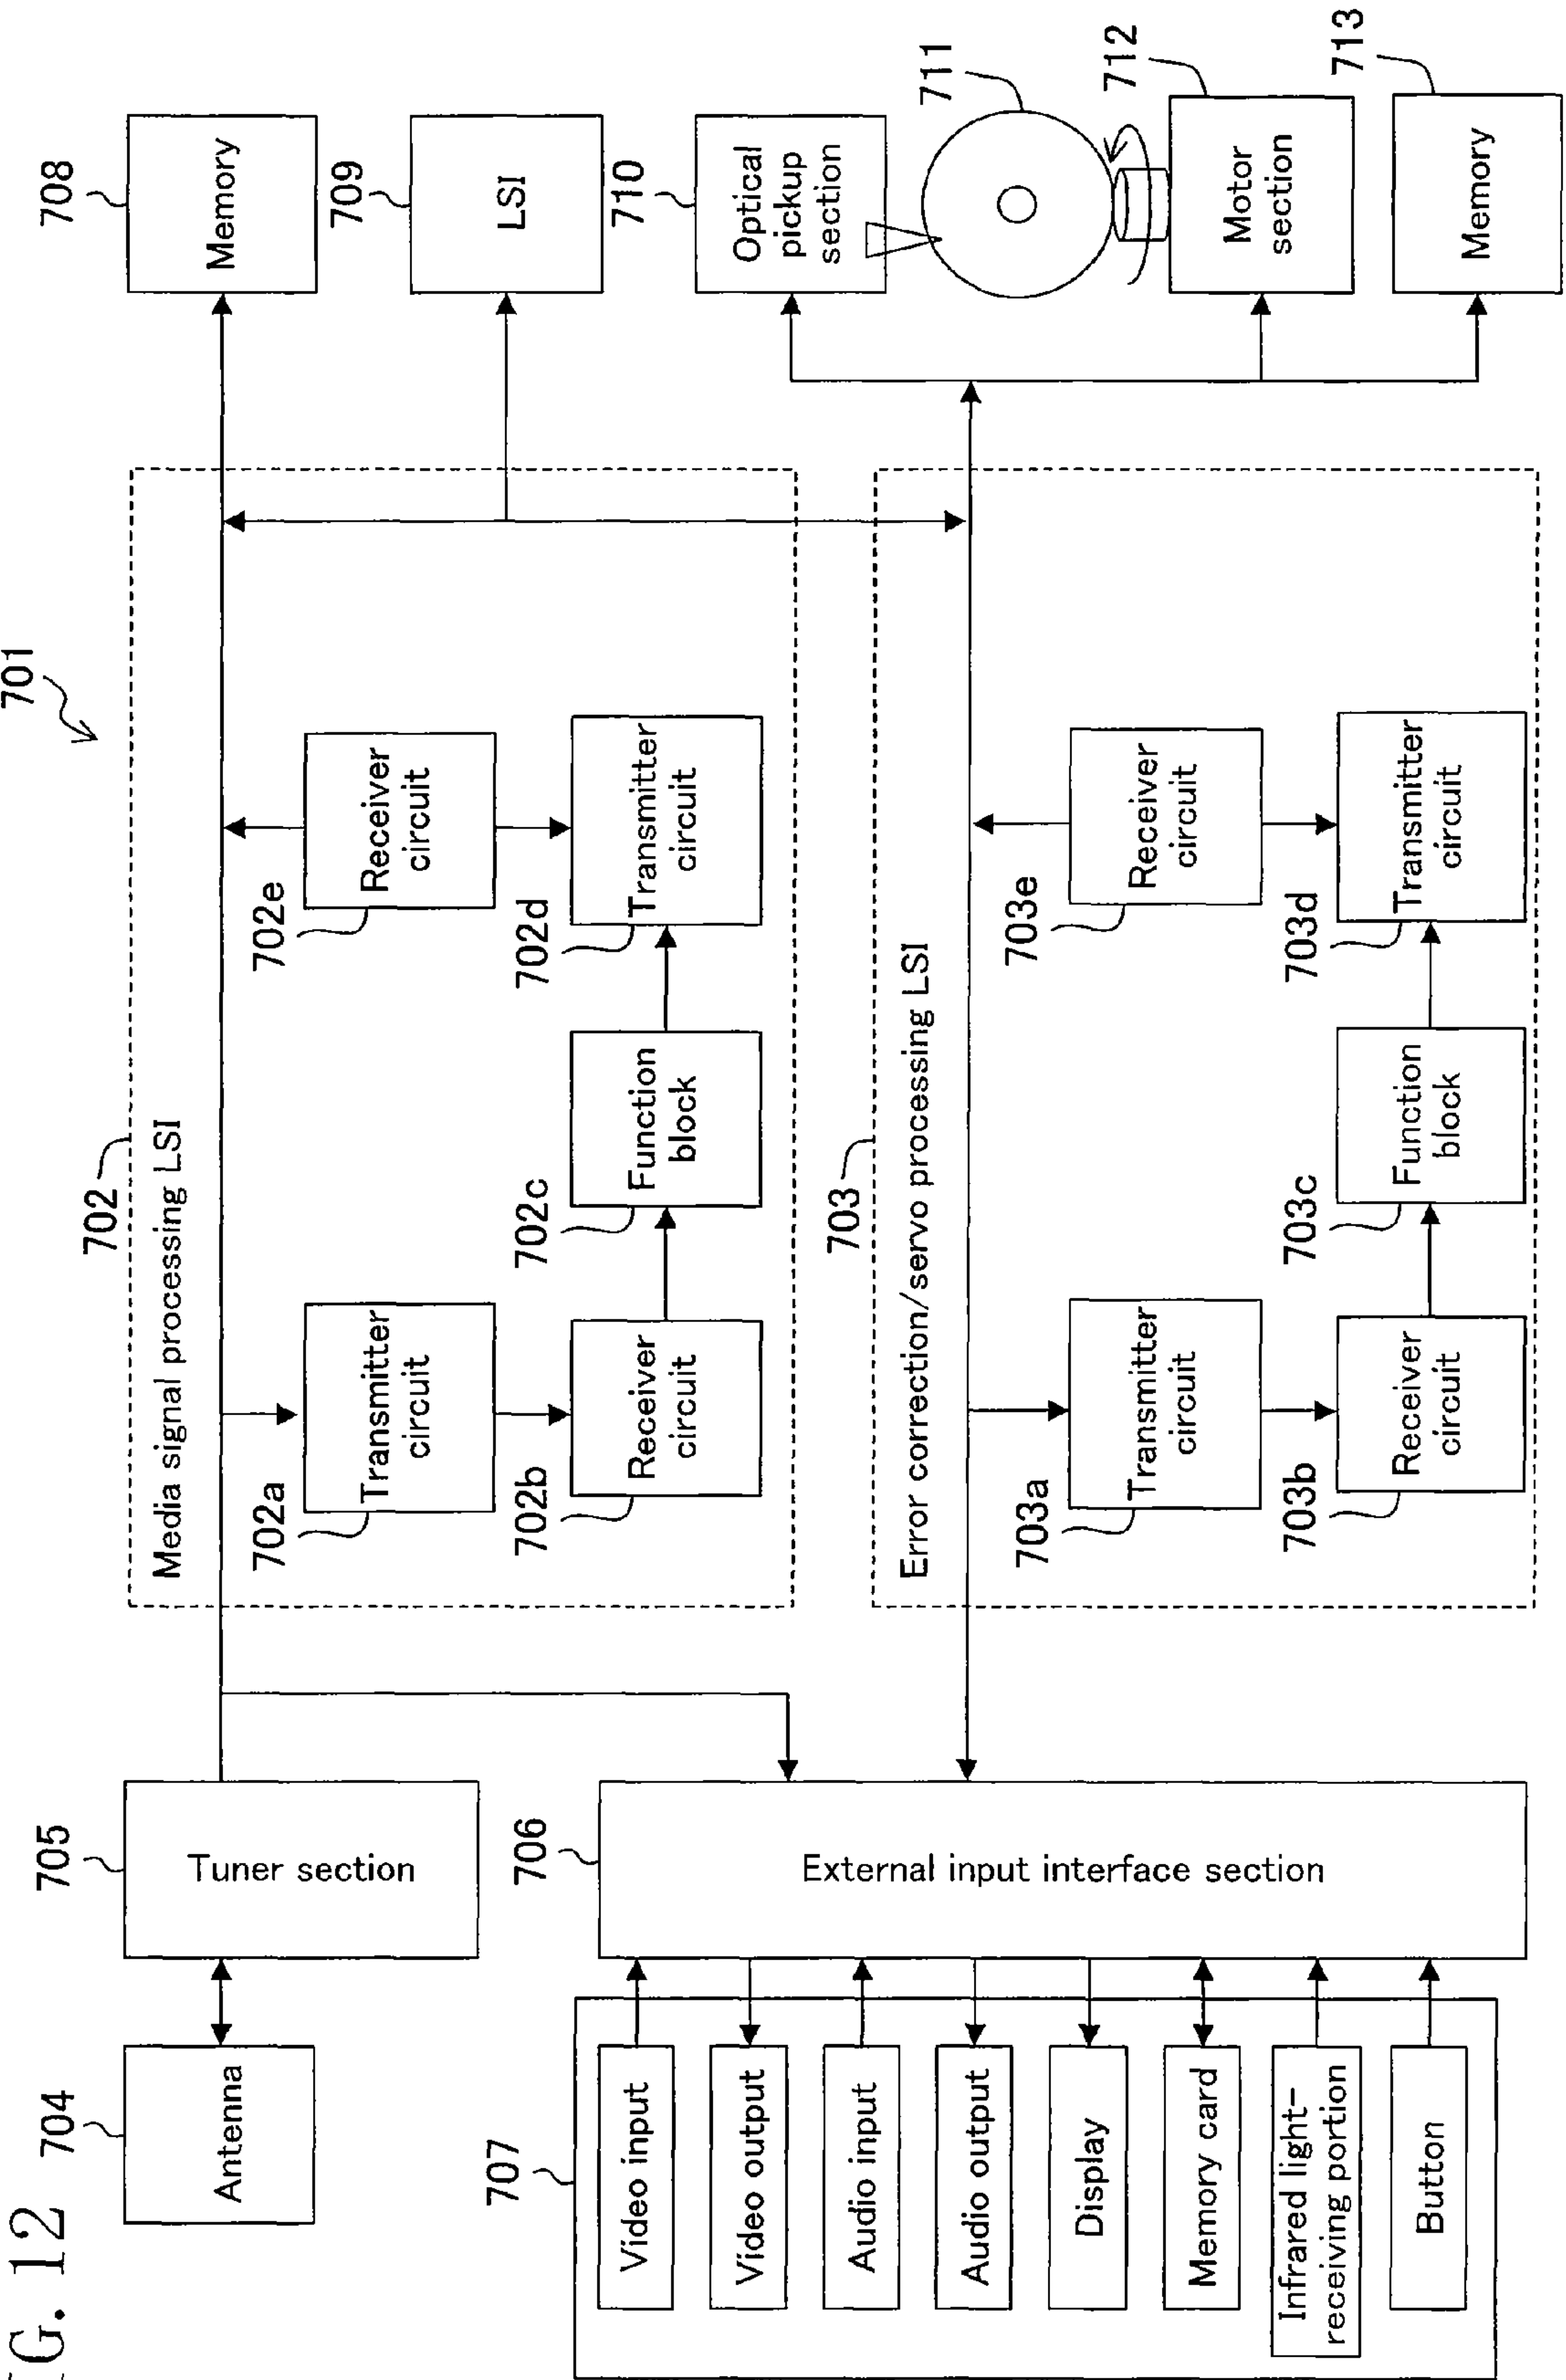 IG. 12
701
704
Antenna
705
Tuner section
702
Media signal processing LSI
702a
Transmitter
circuit
702b
Receiver
circuit
702c
Function
block
702d
Transmitter
circuit
702e
Receiver
circuit
708
Memory
709
LSI
707
Video input
Video output
Audio input
Audio output
Display
Memory card
Infrared light-
receiving portion
Button
706
External input interface section
703
Error correction/servo processing LSI
703a
Transmitter
circuit
703b
Receiver
circuit
703c
Function
block
703d
Transmitter
circuit
703e
Receiver
circuit
710
Optical
pickup
section
711
712
Motor
section
713
Memory